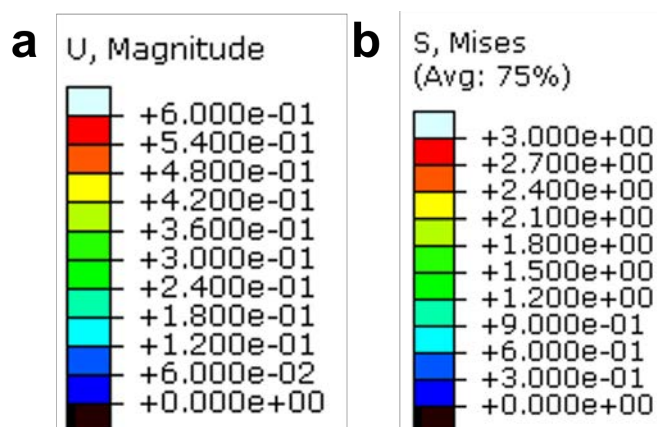 a
U, Magnitude
+6.000e-01
+5.400e-01
+4.800e-01
+4.200e-01
+3.600e-01
+3.000e-01
+2.400e-01
+1.800e-01
+1.200e-01
+6.000e-02
+0.000e+00
b
S, Mises
(Avg: 75%)
+3.000e+00
+2.700e+00
+2.400e+00
+2.100e+00
+1.800e+00
+1.500e+00
+1.200e+00
+9.000e-01
+6.000e-01
+3.000e-01
+0.000e+00